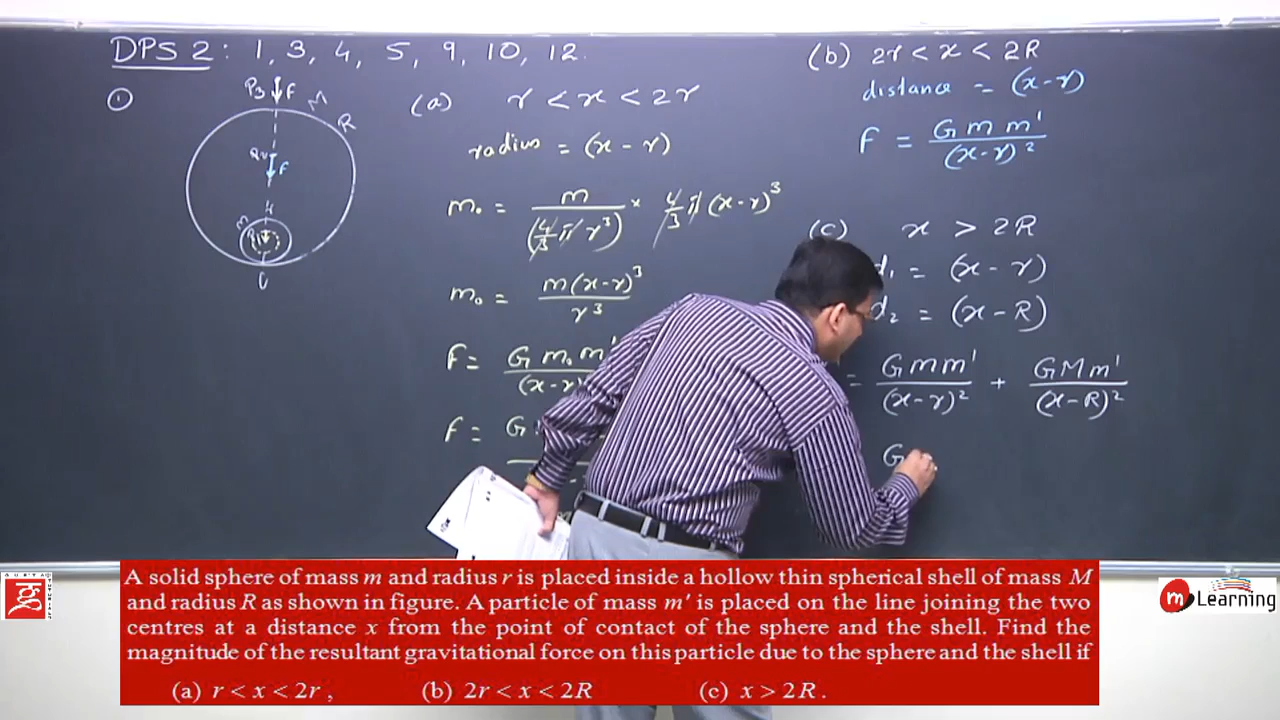 DPS 2 : 1, 3, 4, 5, 9, 10, 12.
①
P₃ F M
R
F
m
C
(a) r < x < 2r
radius = (x – r)
m₀ = m/(4/3 π r³) × 4/3 π (x – r)³
m₀ = m(x–r)³/r³
F = G m₀ m'/(x–r)
F = G
(b) 2r < x < 2R
distance = (x – r)
F = G m m'/(x–r)²
(c) x > 2R
d₁ = (x – r)
d₂ = (x – R)
= G m m'/(x–r)² + G M m'/(x–R)²
G
A solid sphere of mass m and radius r is placed inside a hollow thin spherical shell of mass M
and radius R as shown in figure. A particle of mass m' is placed on the line joining the two
centres at a distance x from the point of contact of the sphere and the shell. Find the
magnitude of the resultant gravitational force on this particle due to the sphere and the shell if
(a) r < x < 2r , (b) 2r < x < 2R (c) x > 2R .
GUPTA
TUTORIALS
g
m Learning